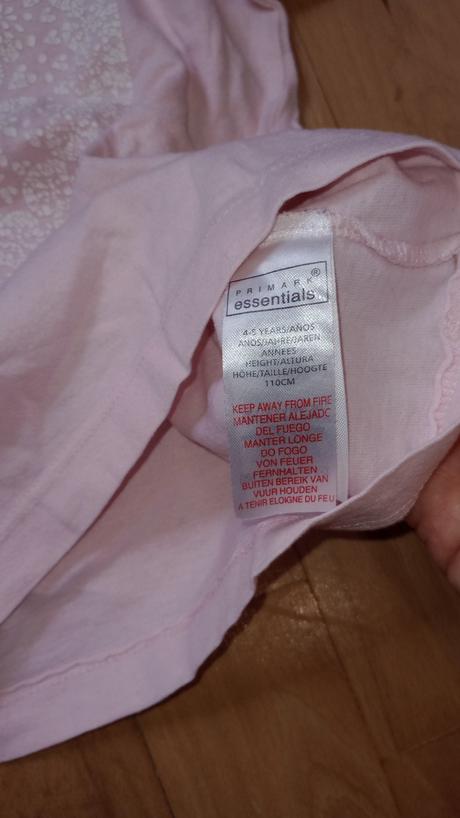 PRIMARK®
essentials
4-5 YEARS/AÑOS
ANOS/JAHRE/JAREN
ANNEES
HEIGHT/ALTURA
HÖHE/TAILLE/HOOGTE
110CM
KEEP AWAY FROM FIRE
MANTENER ALEJADO
DEL FUEGO
MANTER LONGE
DO FOGO
VON FEUER
FERNHALTEN
BUITEN BEREIK VAN
VUUR HOUDEN
A TENIR ELOIGNE DU FEU